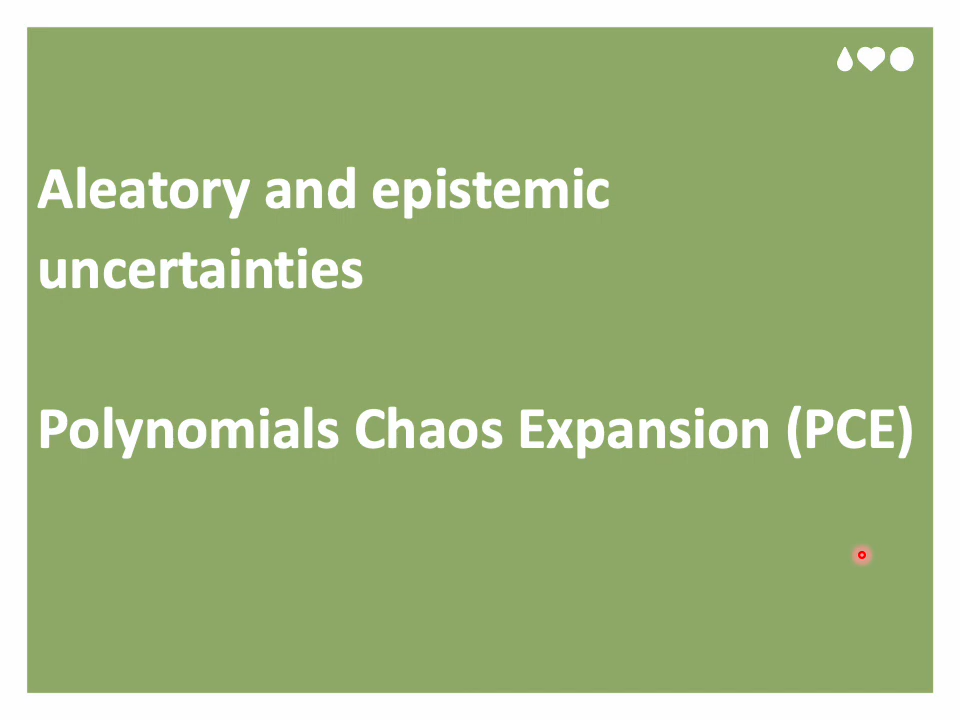 Aleatory and epistemic
uncertainties
Polynomials Chaos Expansion (PCE)